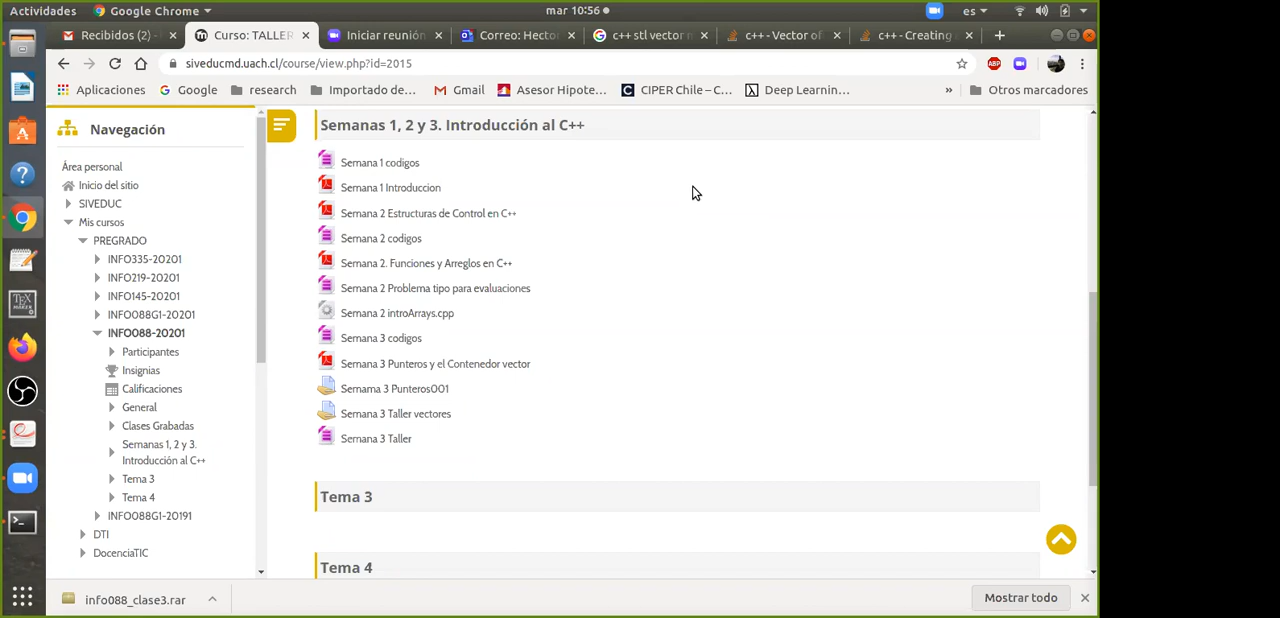 Actividades Google Chrome mar 10:56 es
Recibidos (2) - Curso: TALLER Iniciar reunión Correo: Hector c++ stl vector n c++ - Vector of c++ - Creating
siveducmd.uach.cl/course/view.php?id=2015
Aplicaciones Google research Importado de... Gmail Asesor Hipote... CIPER Chile – C... Deep Learnin... » Otros marcadores
Navegación
Área personal
Inicio del sitio
SIVEDUC
Mis cursos
PREGRADO
INFO335-20201
INFO219-20201
INFO145-20201
INFO088G1-20201
INFO088-20201
Participantes
Insignias
Calificaciones
General
Clases Grabadas
Semanas 1, 2 y 3.
Introducción al C++
Tema 3
Tema 4
INFO088G1-20191
DTI
DocenciaTIC
Semanas 1, 2 y 3. Introducción al C++
Semana 1 codigos
Semana 1 Introduccion
Semana 2 Estructuras de Control en C++
Semana 2 codigos
Semana 2. Funciones y Arreglos en C++
Semana 2 Problema tipo para evaluaciones
Semana 2 introArrays.cpp
Semana 3 codigos
Semana 3 Punteros y el Contenedor vector
Semama 3 Punteros001
Semana 3 Taller vectores
Semana 3 Taller
Tema 3
Tema 4
info088_clase3.rar
Mostrar todo